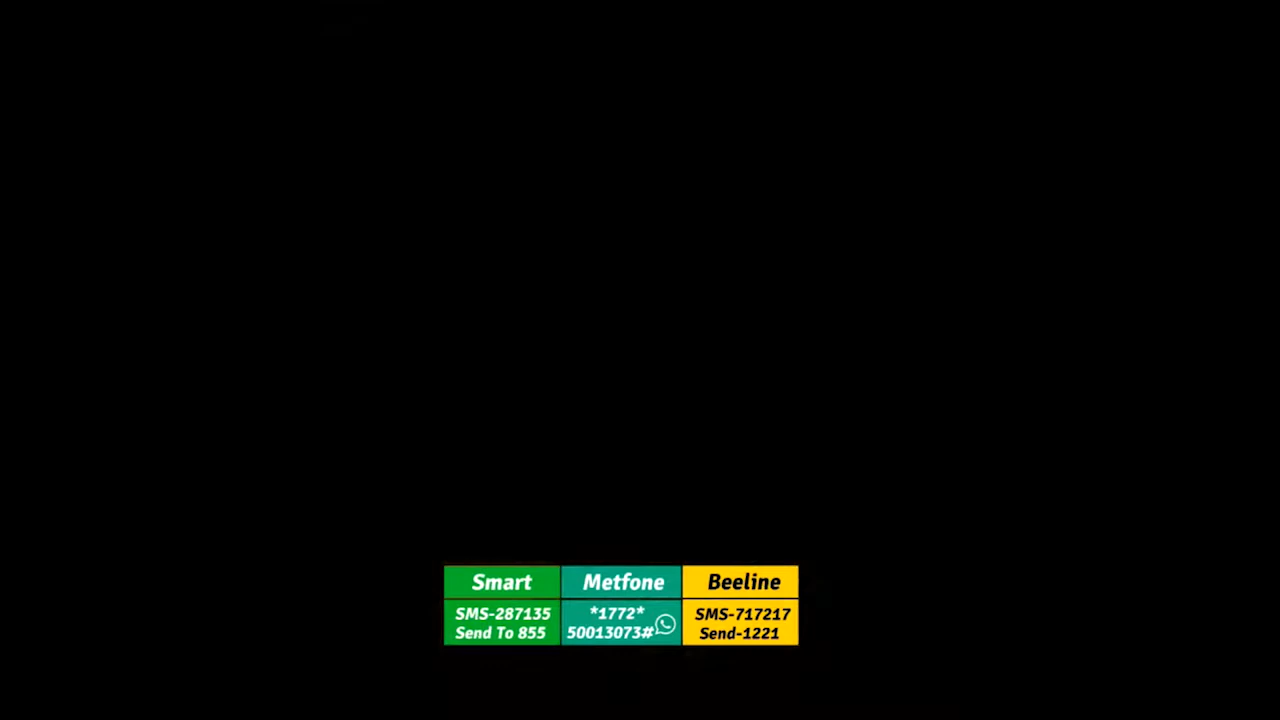 Smart
SMS-287135
Send To 855
Metfone
*1772*
50013073#
Beeline
SMS-717217
Send-1221